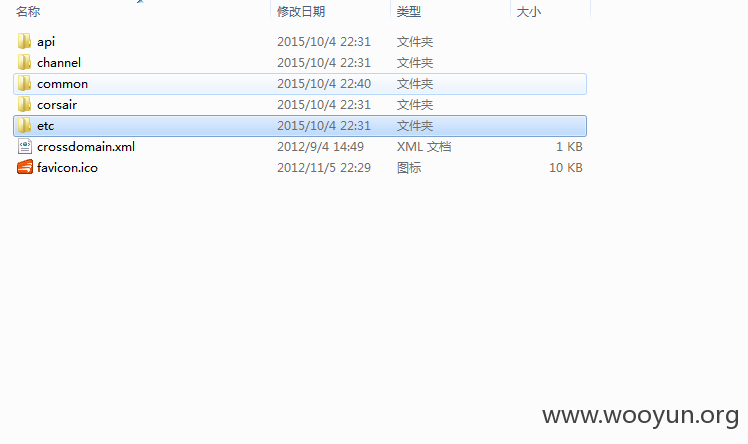 名称 修改日期 类型 大小
api 2015/10/4 22:31 文件夹
channel 2015/10/4 22:31 文件夹
common 2015/10/4 22:40 文件夹
corsair 2015/10/4 22:31 文件夹
etc 2015/10/4 22:31 文件夹
crossdomain.xml 2012/9/4 14:49 XML 文档 1 KB
favicon.ico 2012/11/5 22:29 图标 10 KB
www.wooyun.org